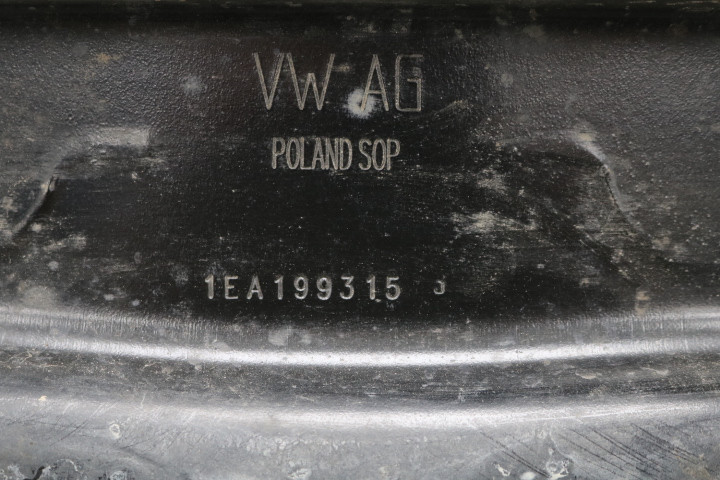 VW AG
POLAND SOP
1EA199315 J